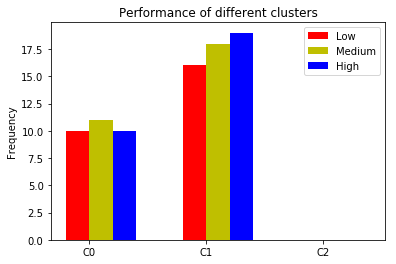 Performance of different clusters
Low
Medium
High
Frequency
17.5
15.0
12.5
10.0
7.5
5.0
2.5
0.0
C0
C1
C2